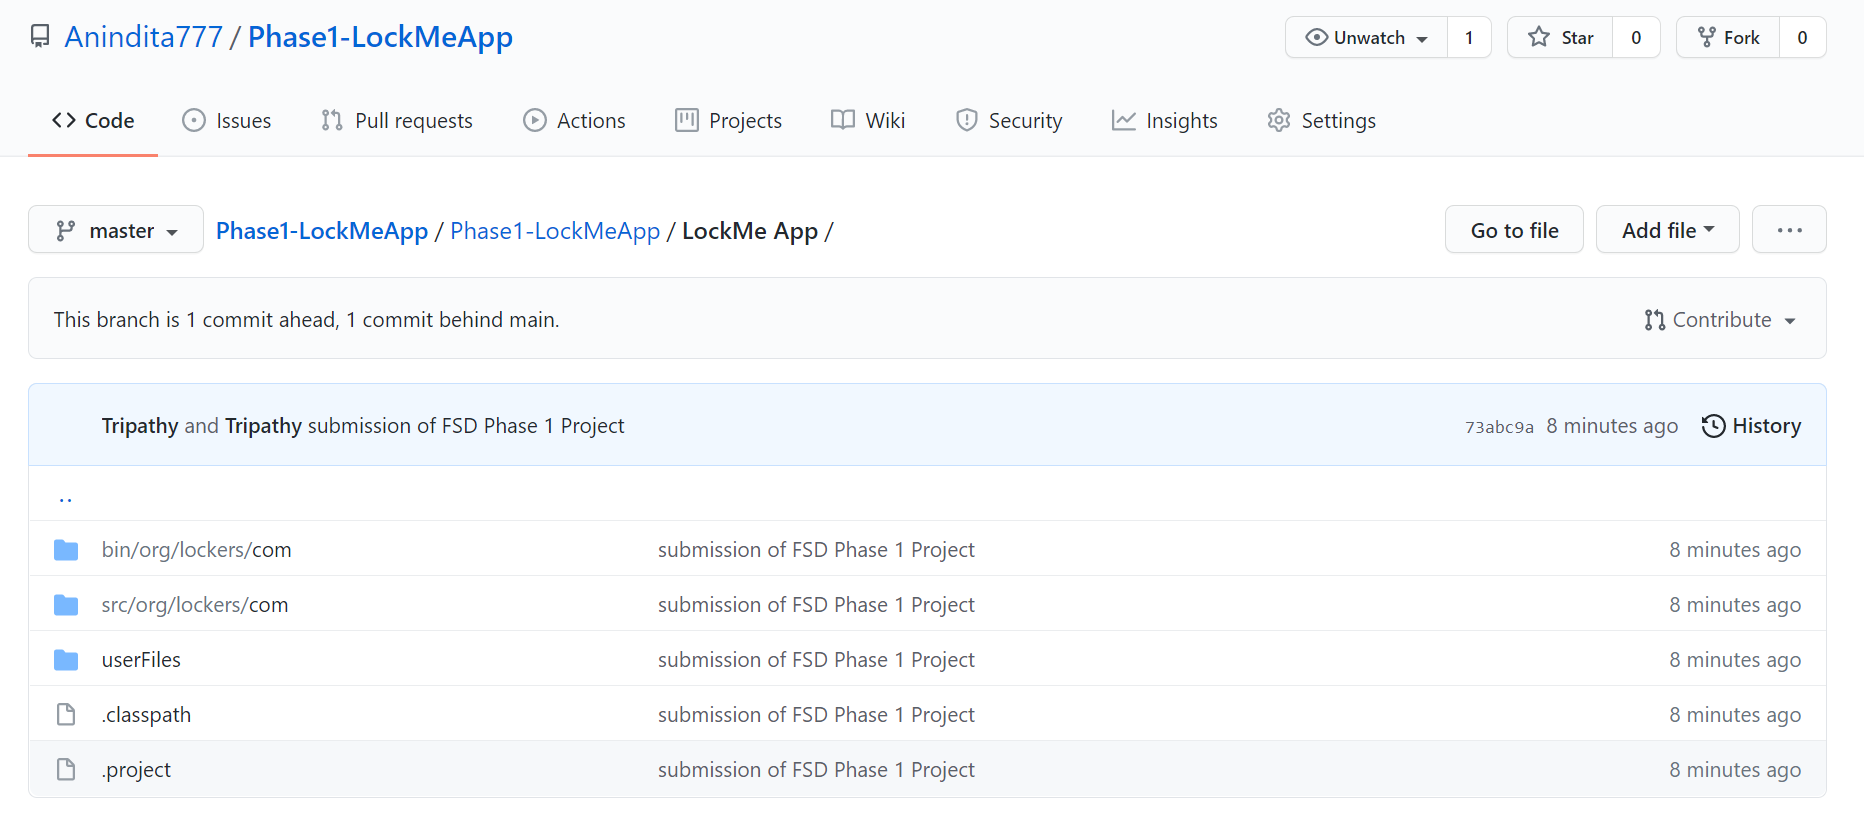 Anindita777 / Phase1-LockMeApp Unwatch 1 Star 0 Fork 0
Code Issues Pull requests Actions Projects Wiki Security Insights Settings
master Phase1-LockMeApp / Phase1-LockMeApp / LockMe App / Go to file Add file ...
This branch is 1 commit ahead, 1 commit behind main. Contribute
Tripathy and Tripathy submission of FSD Phase 1 Project 73abc9a 8 minutes ago History
..
bin/org/lockers/com submission of FSD Phase 1 Project 8 minutes ago
src/org/lockers/com submission of FSD Phase 1 Project 8 minutes ago
userFiles submission of FSD Phase 1 Project 8 minutes ago
.classpath submission of FSD Phase 1 Project 8 minutes ago
.project submission of FSD Phase 1 Project 8 minutes ago